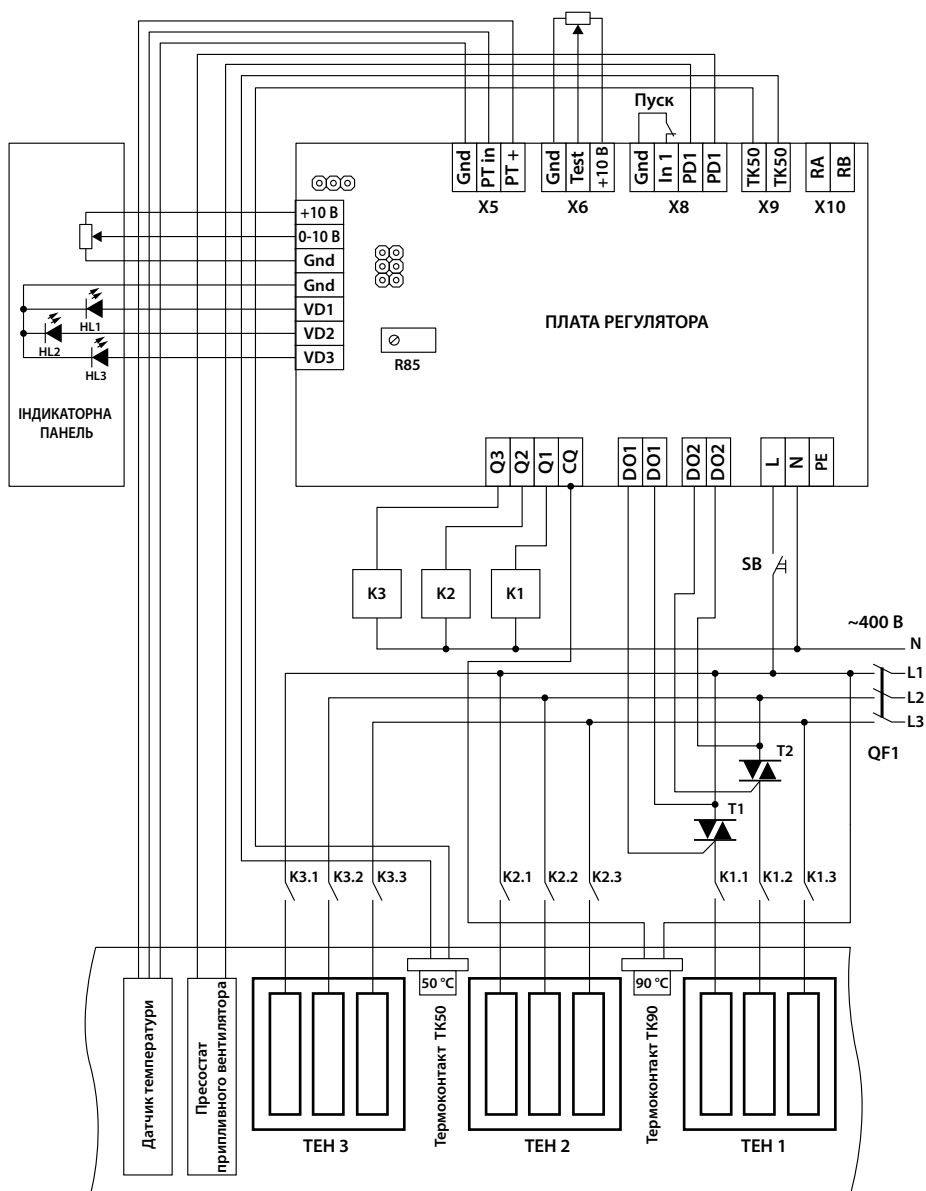 Пуск
Gnd
PT in
PT +
Gnd
Test
+10 В
Gnd
In 1
PD1
PD1
TK50
TK50
RA
RB
X5
X6
X8
X9
X10
+10 В
0-10 В
Gnd
Gnd
VD1
VD2
VD3
HL1
HL2
HL3
R85
ПЛАТА РЕГУЛЯТОРА
ІНДИКАТОРНА
ПАНЕЛЬ
Q3
Q2
Q1
CQ
DO1
DO1
DO2
DO2
L
N
PE
SB
K3
K2
K1
~400 В
N
L1
L2
L3
QF1
T2
T1
K3.1
K3.2
K3.3
K2.1
K2.2
K2.3
K1.1
K1.2
K1.3
50 °C
90 °C
Датчик температури
Пресостат
припливного вентилятора
Термоконтакт ТК50
Термоконтакт ТК90
ТЕН 3
ТЕН 2
ТЕН 1